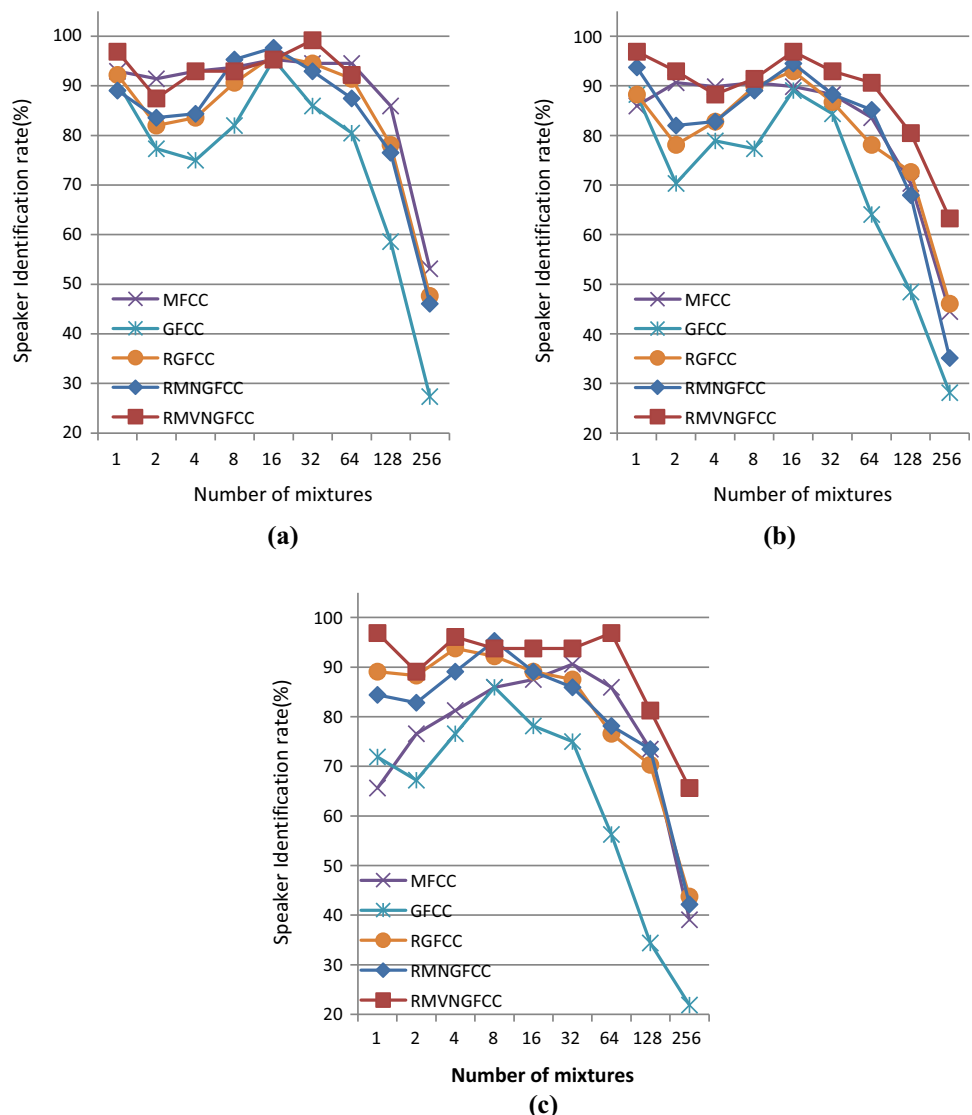 100
90
80
70
60
50
40
30
20
Speaker Identification rate(%)
MFCC
GFCC
RGFCC
RMNGFCC
RMVNGFCC
1 2 4 8 16 32 64 128 256
Number of mixtures
(a)
100
90
80
70
60
50
40
30
20
Speaker Identification rate(%)
MFCC
GFCC
RGFCC
RMNGFCC
RMVNGFCC
1 2 4 8 16 32 64 128 256
Number of mixtures
(b)
100
90
80
70
60
50
40
30
20
Speaker Identification rate(%)
MFCC
GFCC
RGFCC
RMNGFCC
RMVNGFCC
1 2 4 8 16 32 64 128 256
Number of mixtures
(c)